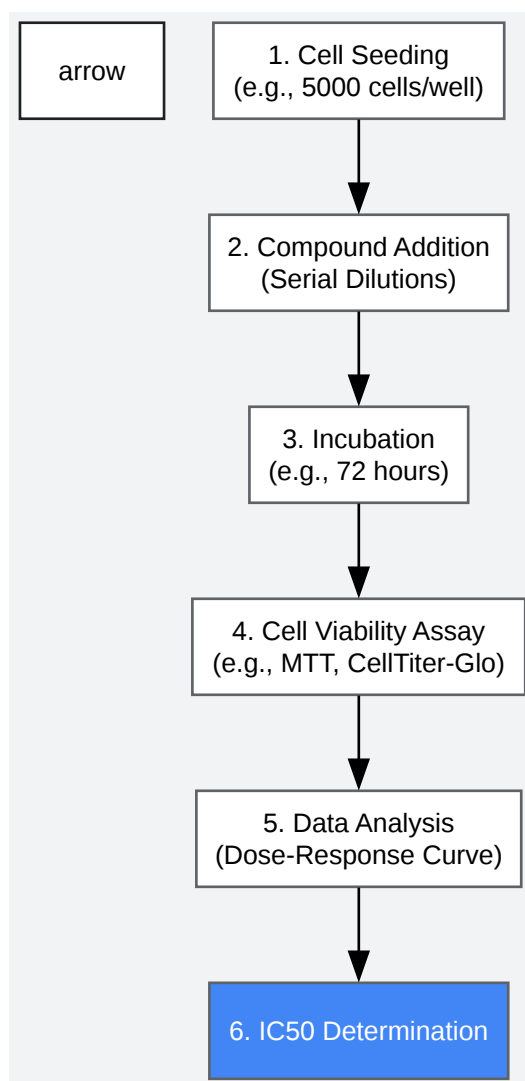 arrow
1. Cell Seeding
(e.g., 5000 cells/well)
2. Compound Addition
(Serial Dilutions)
3. Incubation
(e.g., 72 hours)
4. Cell Viability Assay
(e.g., MTT, CellTiter-Glo)
5. Data Analysis
(Dose-Response Curve)
6. IC50 Determination